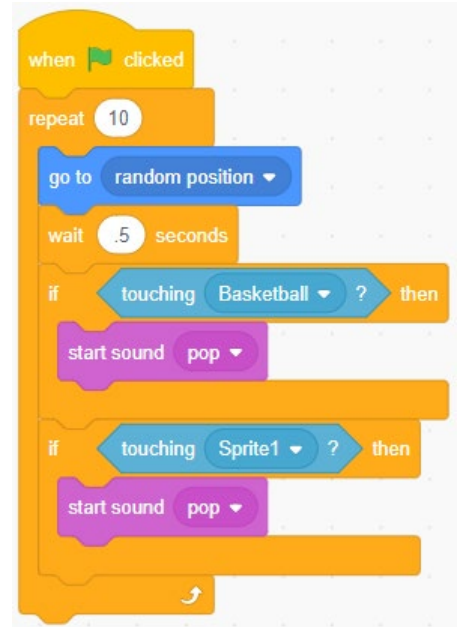 when clicked
repeat 10
go to random position
wait .5 seconds
if touching Basketball ? then
start sound pop
if touching Sprite1 ? then
start sound pop